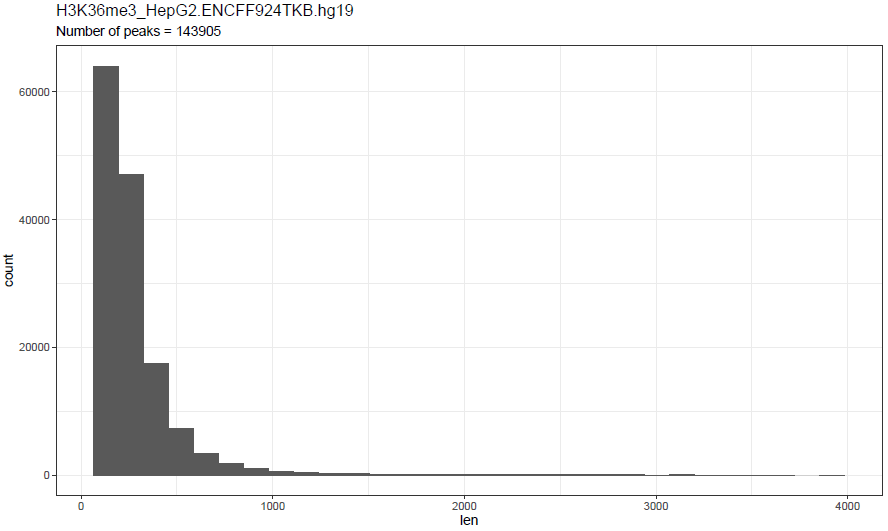 H3K36me3_HepG2.ENCFF924TKB.hg19
Number of peaks = 143905
60000
40000
20000
0
count
0 1000 2000 3000 4000
len